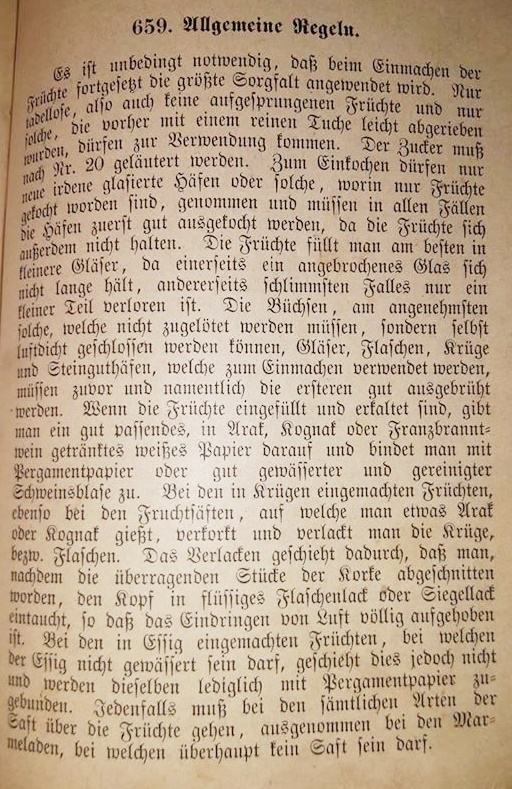 659. Allgemeine Regeln.
Es ist unbedingt notwendig, daß beim Einmachen der
Früchte fortgesetzt die größte Sorgfalt angewendet wird. Nur
tadellose, also auch keine aufgesprungenen Früchte und nur
solche, die vorher mit einem reinen Tuche leicht abgerieben
wurden, dürfen zur Verwendung kommen. Der Zucker muß
nach Nr. 20 geläutert werden. Zum Einkochen dürfen nur
neue irdene glasierte Häfen oder solche, worin nur Früchte
gekocht worden sind, genommen und müssen in allen Fällen
die Häfen zuerst gut ausgekocht werden, da die Früchte sich
außerdem nicht halten. Die Früchte füllt man am besten in
kleinere Gläser, da einerseits ein angebrochenes Glas sich
nicht lange hält, andererseits schlimmsten Falles nur ein
kleiner Teil verloren ist. Die Büchsen, am angenehmsten
solche, welche nicht zugelötet werden müssen, sondern selbst
luftdicht geschlossen werden können, Gläser, Flaschen, Krüge
und Steinguthäfen, welche zum Einmachen verwendet werden,
müssen zuvor und namentlich die ersteren gut ausgebrüht
werden. Wenn die Früchte eingefüllt und erkaltet sind, gibt
man ein gut passendes, in Arak, Kognak oder Franzbrannt-
wein getränktes weißes Papier darauf und bindet man mit
Pergamentpapier oder gut gewässerter und gereinigter
Schweinsblase zu. Bei den in Krügen eingemachten Früchten,
ebenso bei den Fruchtsäften, auf welche man etwas Arak
oder Kognak gießt, verkorkt und verlackt man die Krüge,
bezw. Flaschen. Das Verlacken geschieht dadurch, daß man,
nachdem die überragenden Stücke der Korke abgeschnitten
worden, den Kopf in flüssiges Flaschenlack oder Siegellack
eintaucht, so daß das Eindringen von Luft völlig aufgehoben
ist. Bei den in Essig eingemachten Früchten, bei welchen
der Essig nicht gewässert sein darf, geschieht dies jedoch nicht
und werden dieselben lediglich mit Pergamentpapier zu-
gebunden. Jedenfalls muß bei den sämtlichen Arten der
Saft über die Früchte gehen, ausgenommen bei den Mar-
meladen, bei welchen überhaupt kein Saft sein darf.